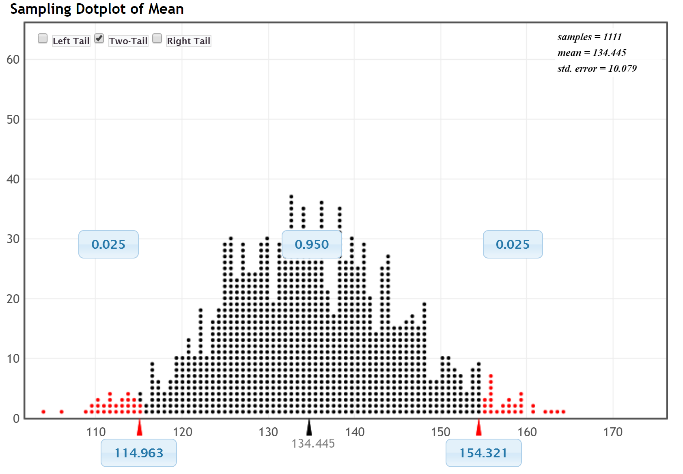 Sampling Dotplot of Mean
Left Tail Two-Tail Right Tail
samples = 1111
mean = 134.445
std. error = 10.079
60
50
40
30
20
10
0
0.025 0.950 0.025
110 120 130 140 150 160 170
134.445
114.963 154.321